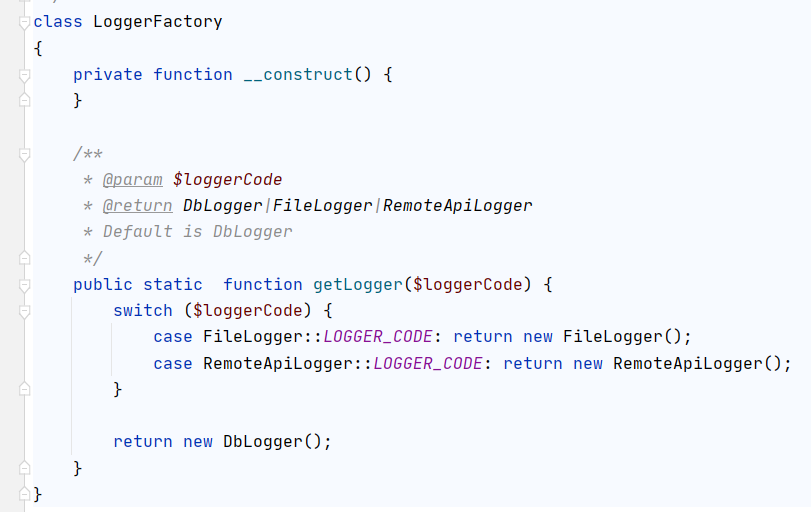 class LoggerFactory
{
    private function __construct() {
    }

    /**
     * @param $loggerCode
     * @return DbLogger|FileLogger|RemoteApiLogger
     * Default is DbLogger
     */
    public static  function getLogger($loggerCode) {
        switch ($loggerCode) {
            case FileLogger::LOGGER_CODE: return new FileLogger();
            case RemoteApiLogger::LOGGER_CODE: return new RemoteApiLogger();
        }

        return new DbLogger();
    }
}